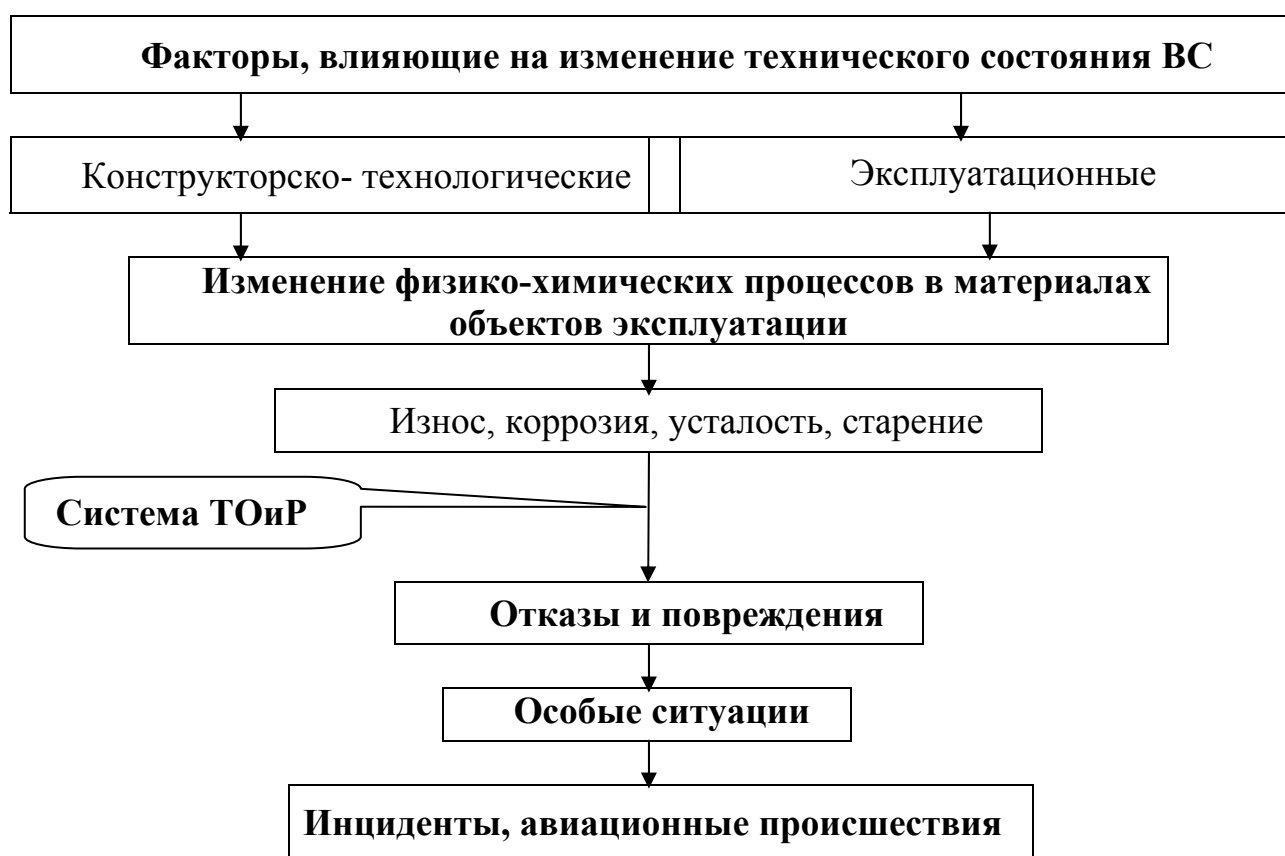 Факторы, влияющие на изменение технического состояния ВС
Конструкторско- технологические
Эксплуатационные
Изменение физико-химических процессов в материалах
объектов эксплуатации
Износ, коррозия, усталость, старение
Система ТОиР
Отказы и повреждения
Особые ситуации
Инциденты, авиационные происшествия